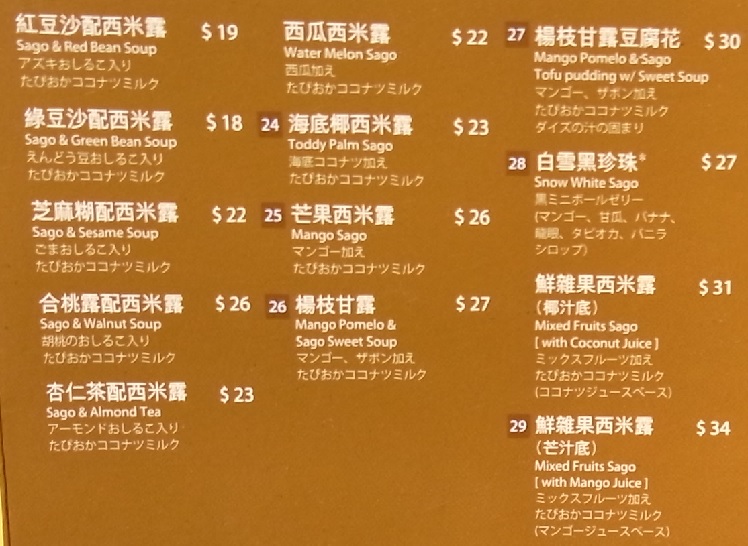 紅豆沙配西米露 $19
Sago & Red Bean Soup
アズキおしるこ入り
たぴおかココナツミルク
綠豆沙配西米露 $18
Sago & Green Bean Soup
えんどう豆おしるこ入り
たぴおかココナツミルク
芝麻糊配西米露 $22
Sago & Sesame Soup
ごまおしるこ入り
たぴおかココナツミルク
合桃露配西米露 $26
Sago & Walnut Soup
胡桃のおしるこ入り
たぴおかココナツミルク
杏仁茶配西米露 $23
Sago & Almond Tea
アーモンドおしるこ入り
たぴおかココナツミルク
西瓜西米露 $22
Water Melon Sago
西瓜加え
たぴおかココナツミルク
24 海底椰西米露 $23
Toddy Palm Sago
海底ココナツ加え
たぴおかココナツミルク
25 芒果西米露 $26
Mango Sago
マンゴー加え
たぴおかココナツミルク
26 楊枝甘露 $27
Mango Pomelo &
Sago Sweet Soup
マンゴー、ザボン加え
たぴおかココナツミルク
27 楊枝甘露豆腐花 $30
Mango Pomelo & Sago
Tofu pudding w/ Sweet Soup
マンゴー、ザボン加え
たぴおかココナツミルク
ダイズの汁の固まり
28 白雪黑珍珠* $27
Snow White Sago
黒ミニボールゼリー
(マンゴー、甘瓜、バナナ、
龍眼、タピオカ、バニラ
シロップ)
鮮雜果西米露 $31
(椰汁底)
Mixed Fruits Sago
[ with Coconut Juice ]
ミックスフルーツ加え
たぴおかココナツミルク
(ココナツジュースベース)
29 鮮雜果西米露 $34
(芒汁底)
Mixed Fruits Sago
[ with Mango Juice ]
ミックスフルーツ加え
たぴおかココナツミルク
(マンゴージュースベース)